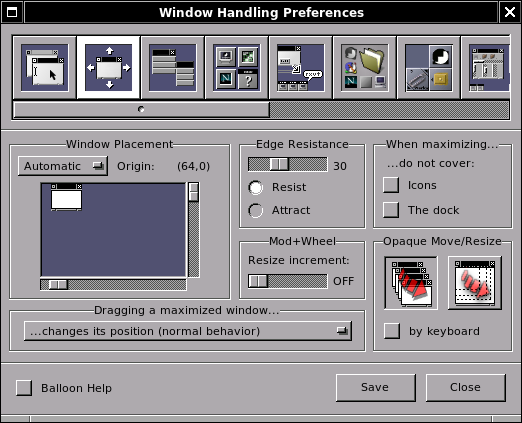 Window Handling Preferences
Window Placement
Automatic
Origin:
(64,0)
Edge Resistance
30
Resist
Attract
When maximizing...
...do not cover:
Icons
The dock
Mod+Wheel
Resize increment:
OFF
Opaque Move/Resize
by keyboard
Dragging a maximized window...
...changes its position (normal behavior)
Balloon Help
Save
Close